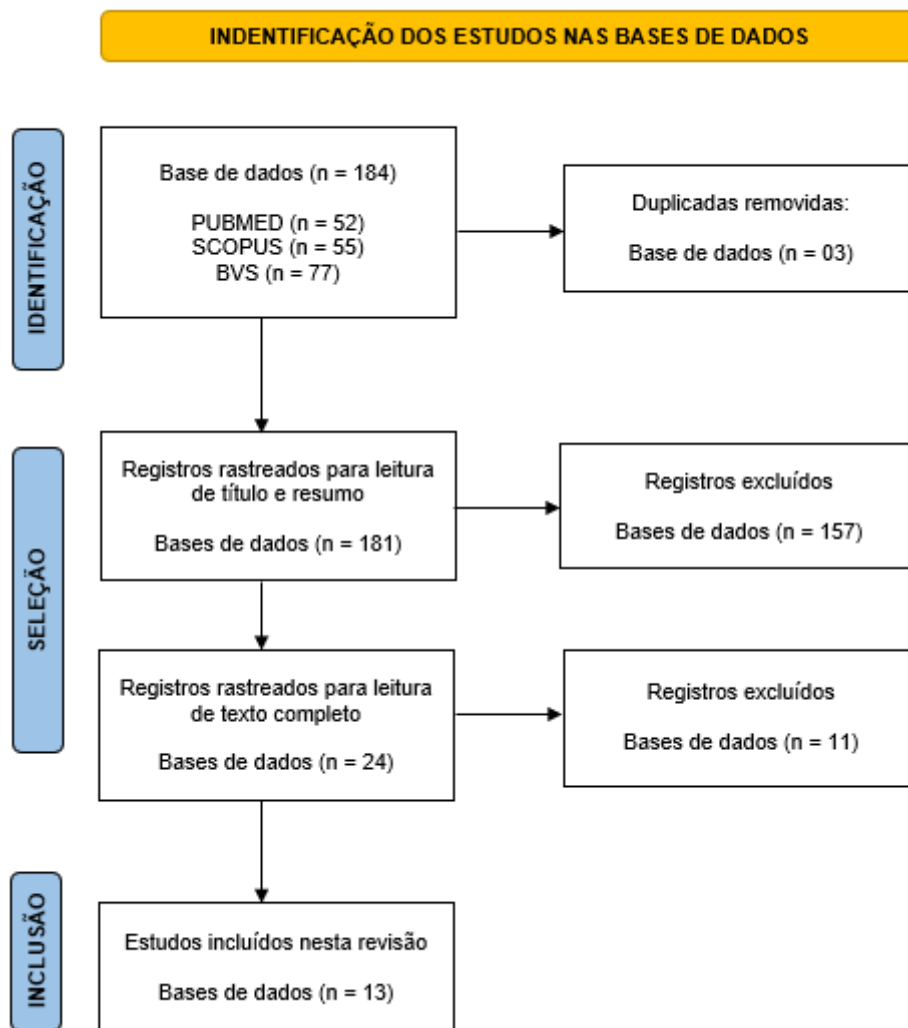 INDENTIFICAÇÃO DOS ESTUDOS NAS BASES DE DADOS
IDENTIFICAÇÃO
Base de dados (n = 184)
PUBMED (n = 52)
SCOPUS (n = 55)
BVS (n = 77)
Duplicadas removidas:
Base de dados (n = 03)
SELEÇÃO
Registros rastreados para leitura
de título e resumo
Bases de dados (n = 181)
Registros excluídos
Bases de dados (n = 157)
Registros rastreados para leitura
de texto completo
Bases de dados (n = 24)
Registros excluídos
Bases de dados (n = 11)
INCLUSÃO
Estudos incluídos nesta revisão
Bases de dados (n = 13)